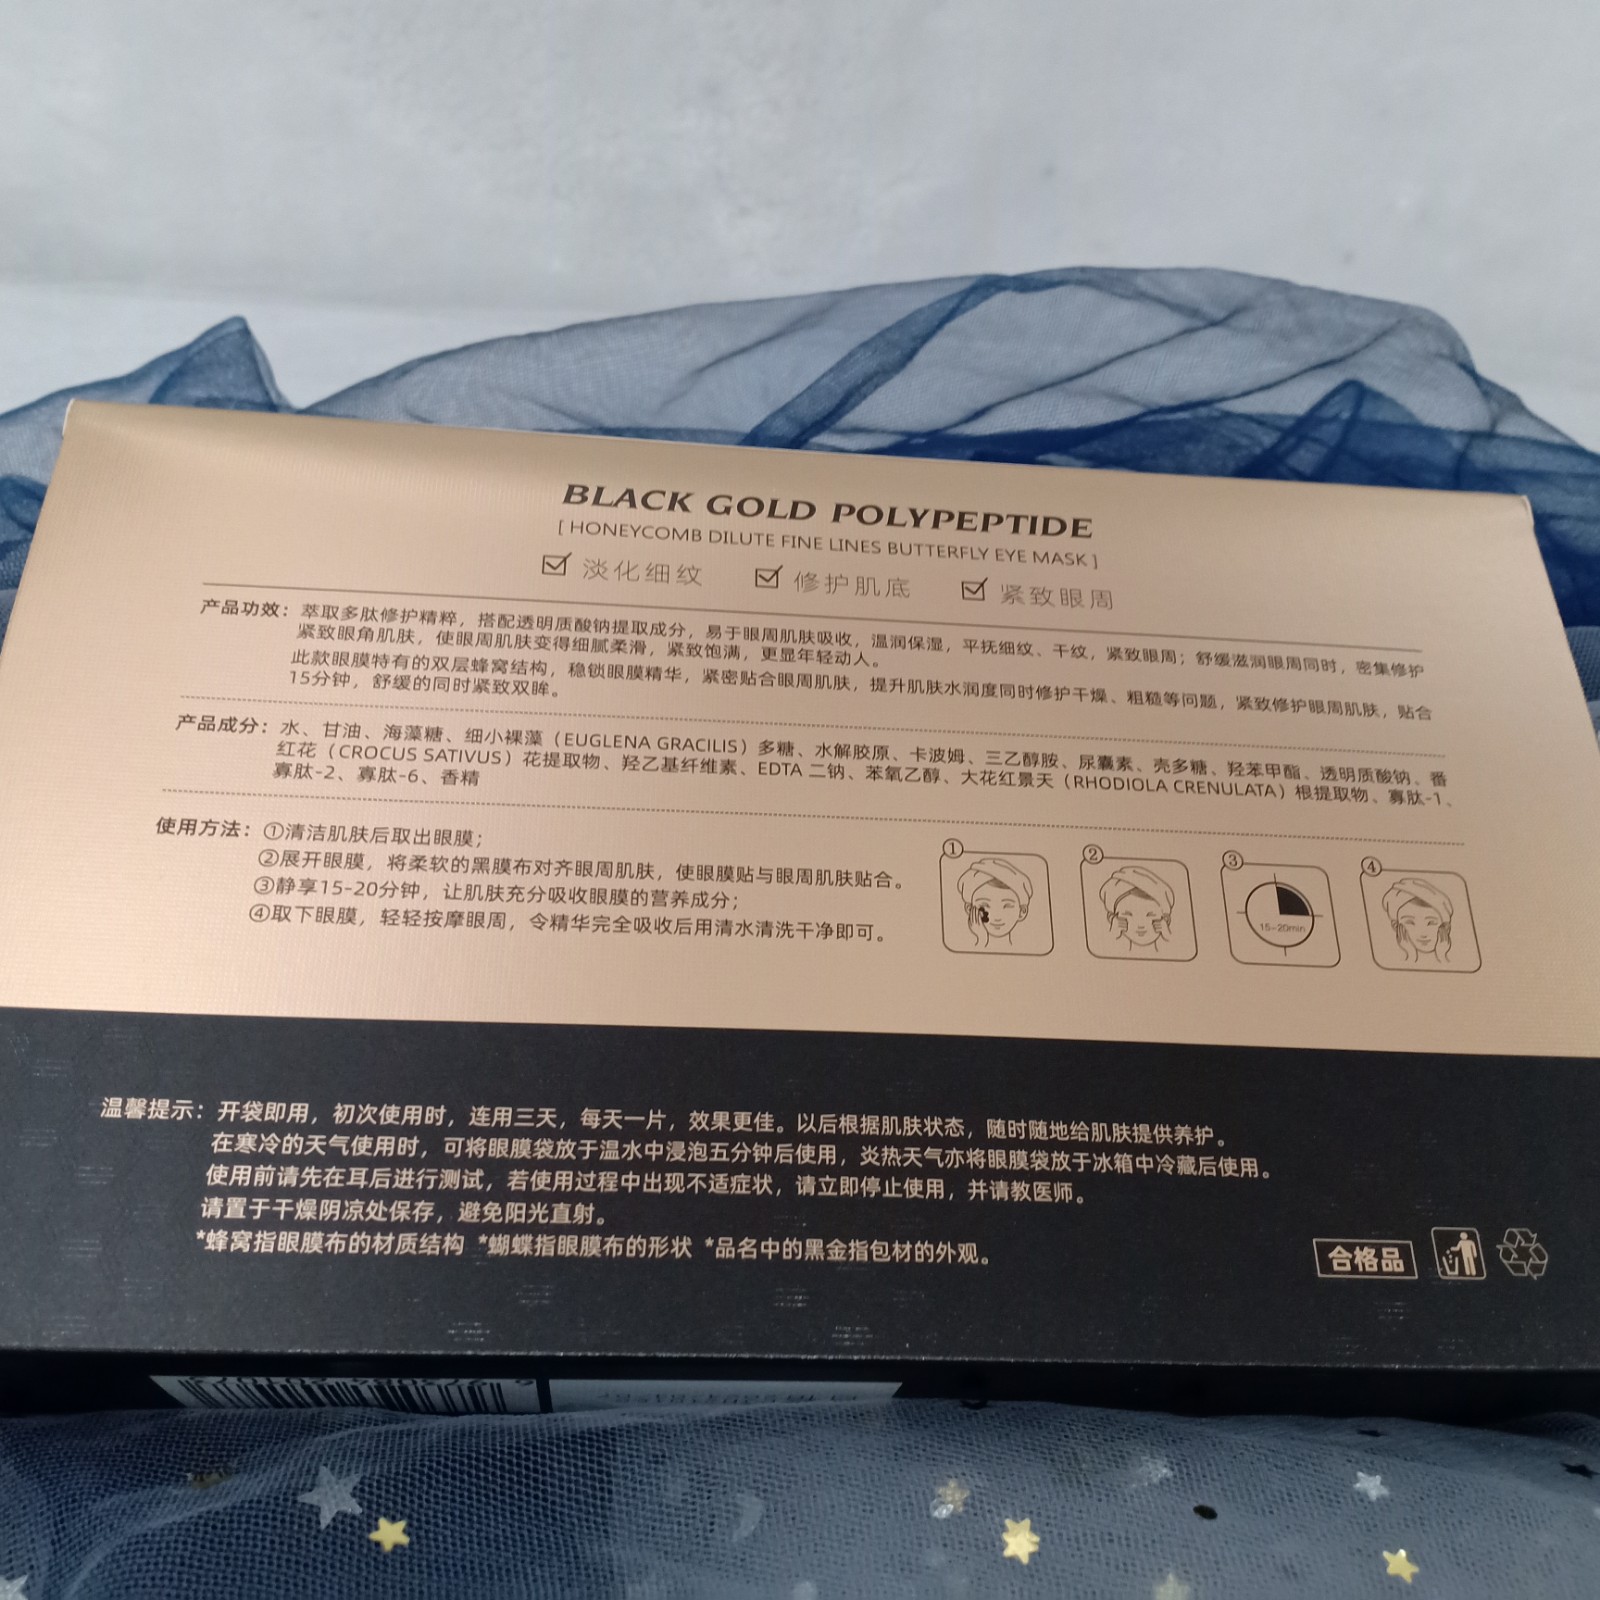 BLACK GOLD POLYPEPTIDE
[ HONEYCOMB DILUTE FINE LINES BUTTERFLY EYE MASK ]
淡化细纹 修护肌底 紧致眼周
产品功效：萃取多肽修护精粹，搭配透明质酸钠提取成分，易于眼周肌肤吸收，温润保湿，平抚细纹、干纹，紧致眼周；舒缓滋润眼周同时，密集修护
紧致眼角肌肤，使眼周肌肤变得细腻柔滑，紧致饱满，更显年轻动人。
此款眼膜特有的双层蜂窝结构，稳锁眼膜精华，紧密贴合眼周肌肤，提升肌肤水润度同时修护干燥、粗糙等问题，紧致修护眼周肌肤，贴合
15分钟，舒缓的同时紧致双眸。
产品成分：水、甘油、海藻糖、细小裸藻（EUGLENA GRACILIS）多糖、水解胶原、卡波姆、三乙醇胺、尿囊素、壳多糖、羟苯甲酯、透明质酸钠、番
红花（CROCUS SATIVUS）花提取物、羟乙基纤维素、EDTA 二钠、苯氧乙醇、大花红景天（RHODIOLA CRENULATA）根提取物、寡肽-1、
寡肽-2、寡肽-6、香精
使用方法：①清洁肌肤后取出眼膜；
②展开眼膜，将柔软的黑膜布对齐眼周肌肤，使眼膜贴与眼周肌肤贴合。
③静享15-20分钟，让肌肤充分吸收眼膜的营养成分；
④取下眼膜，轻轻按摩眼周，令精华完全吸收后用清水清洗干净即可。
① ② ③ ④
15-20min
温馨提示：开袋即用，初次使用时，连用三天，每天一片，效果更佳。以后根据肌肤状态，随时随地给肌肤提供养护。
在寒冷的天气使用时，可将眼膜袋放于温水中浸泡五分钟后使用，炎热天气亦将眼膜袋放于冰箱中冷藏后使用。
使用前请先在耳后进行测试，若使用过程中出现不适症状，请立即停止使用，并请教医师。
请置于干燥阴凉处保存，避免阳光直射。
*蜂窝指眼膜布的材质结构 *蝴蝶指眼膜布的形状 *品名中的黑金指包材的外观。
合格品